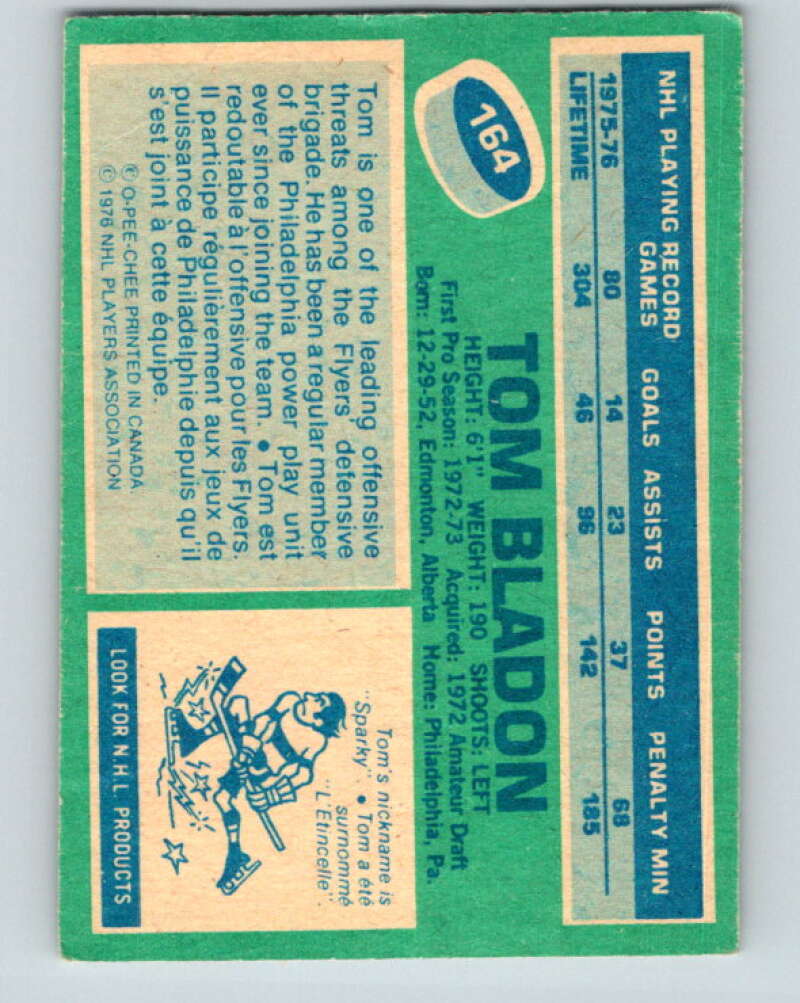 NHL PLAYING RECORD
GAMES GOALS ASSISTS POINTS PENALTY MIN
1975-76 80 14 23 37 68
LIFETIME 304 46 96 142 185
164
TOM BLADON
HEIGHT: 6'1" WEIGHT: 190 SHOOTS: LEFT
First Pro Season: 1972-73 Acquired: 1972 Amateur Draft
Born: 12-29-52, Edmonton, Alberta Home: Philadelphia, Pa.
Tom is one of the leading offensive
threats among the Flyers' defensive
brigade. He has been a regular member
of the Philadelphia power play unit
ever since joining the team. • Tom est
redoutable à l'offensive pour les Flyers.
Il participe régulièrement aux jeux de
puissance de Philadelphie depuis qu'il
s'est joint à cette équipe.
© O-PEE-CHEE PRINTED IN CANADA.
© 1976 NHL PLAYERS ASSOCIATION
Tom's nickname is
"Sparky". • Tom a été
surnommé
"L'Etincelle".
LOOK FOR N.H.L. PRODUCTS